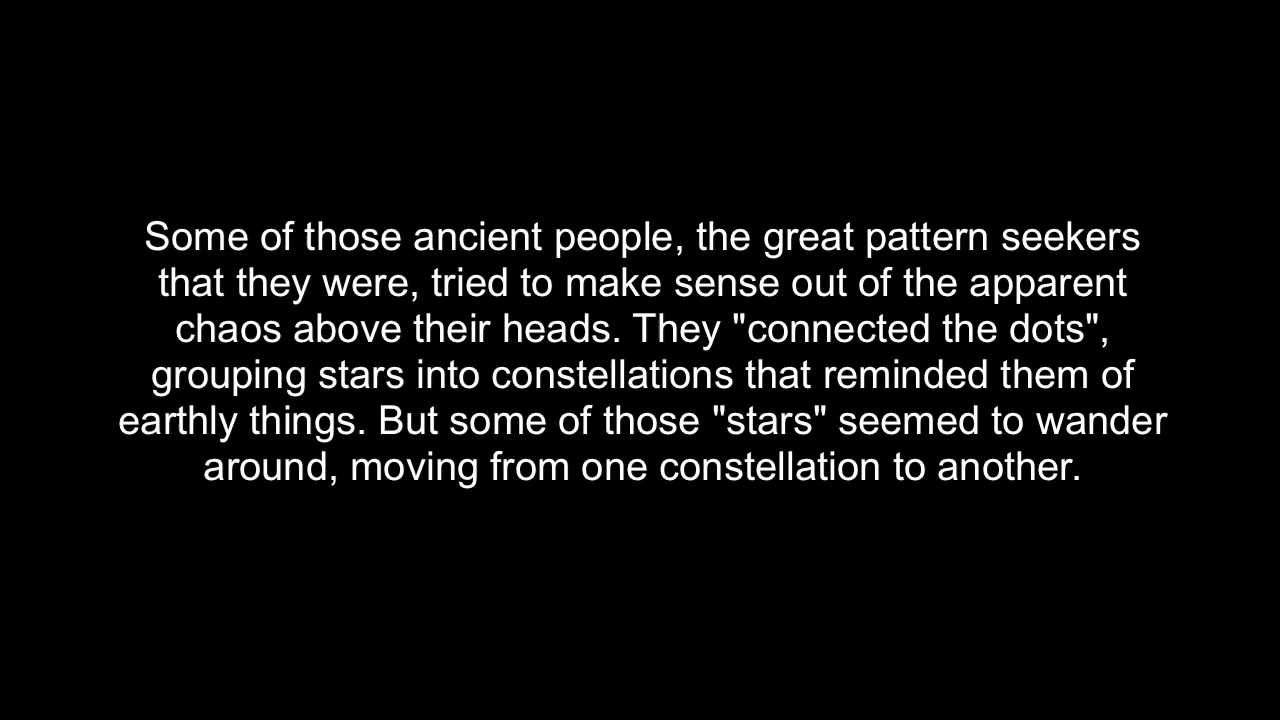 Some of those ancient people, the great pattern seekers
that they were, tried to make sense out of the apparent
chaos above their heads. They "connected the dots",
grouping stars into constellations that reminded them of
earthly things. But some of those "stars" seemed to wander
around, moving from one constellation to another.